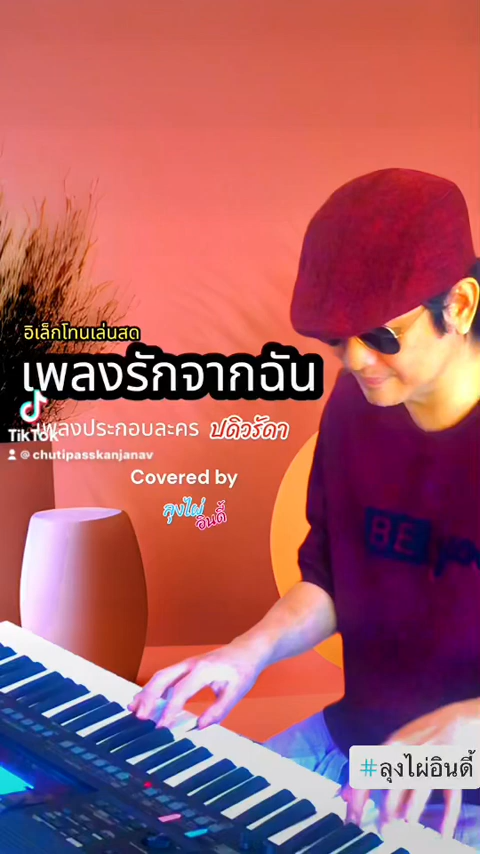 อิเล็กโทนเล่นสด
เพลงรักจากฉัน
เพลงประกอบละคร ปดิวรัดา
TikTok
@chutipasskanjanav
Covered by
ลุงไผ่
อินดี้
BE you
#ลุงไผ่อินดี้